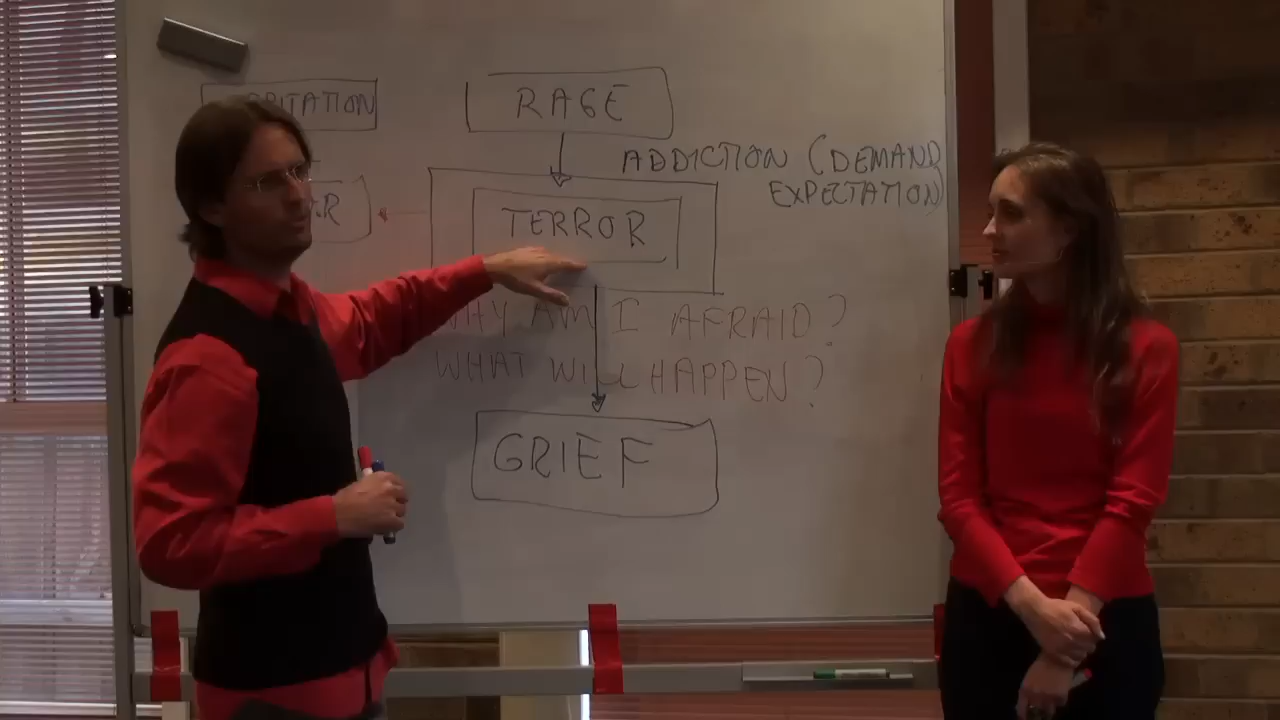 RAGE
ADDICTION (DEMAND
EXPECTATION)
TERROR
AM I AFRAID?
WHAT WILL HAPPEN?
GRIEF